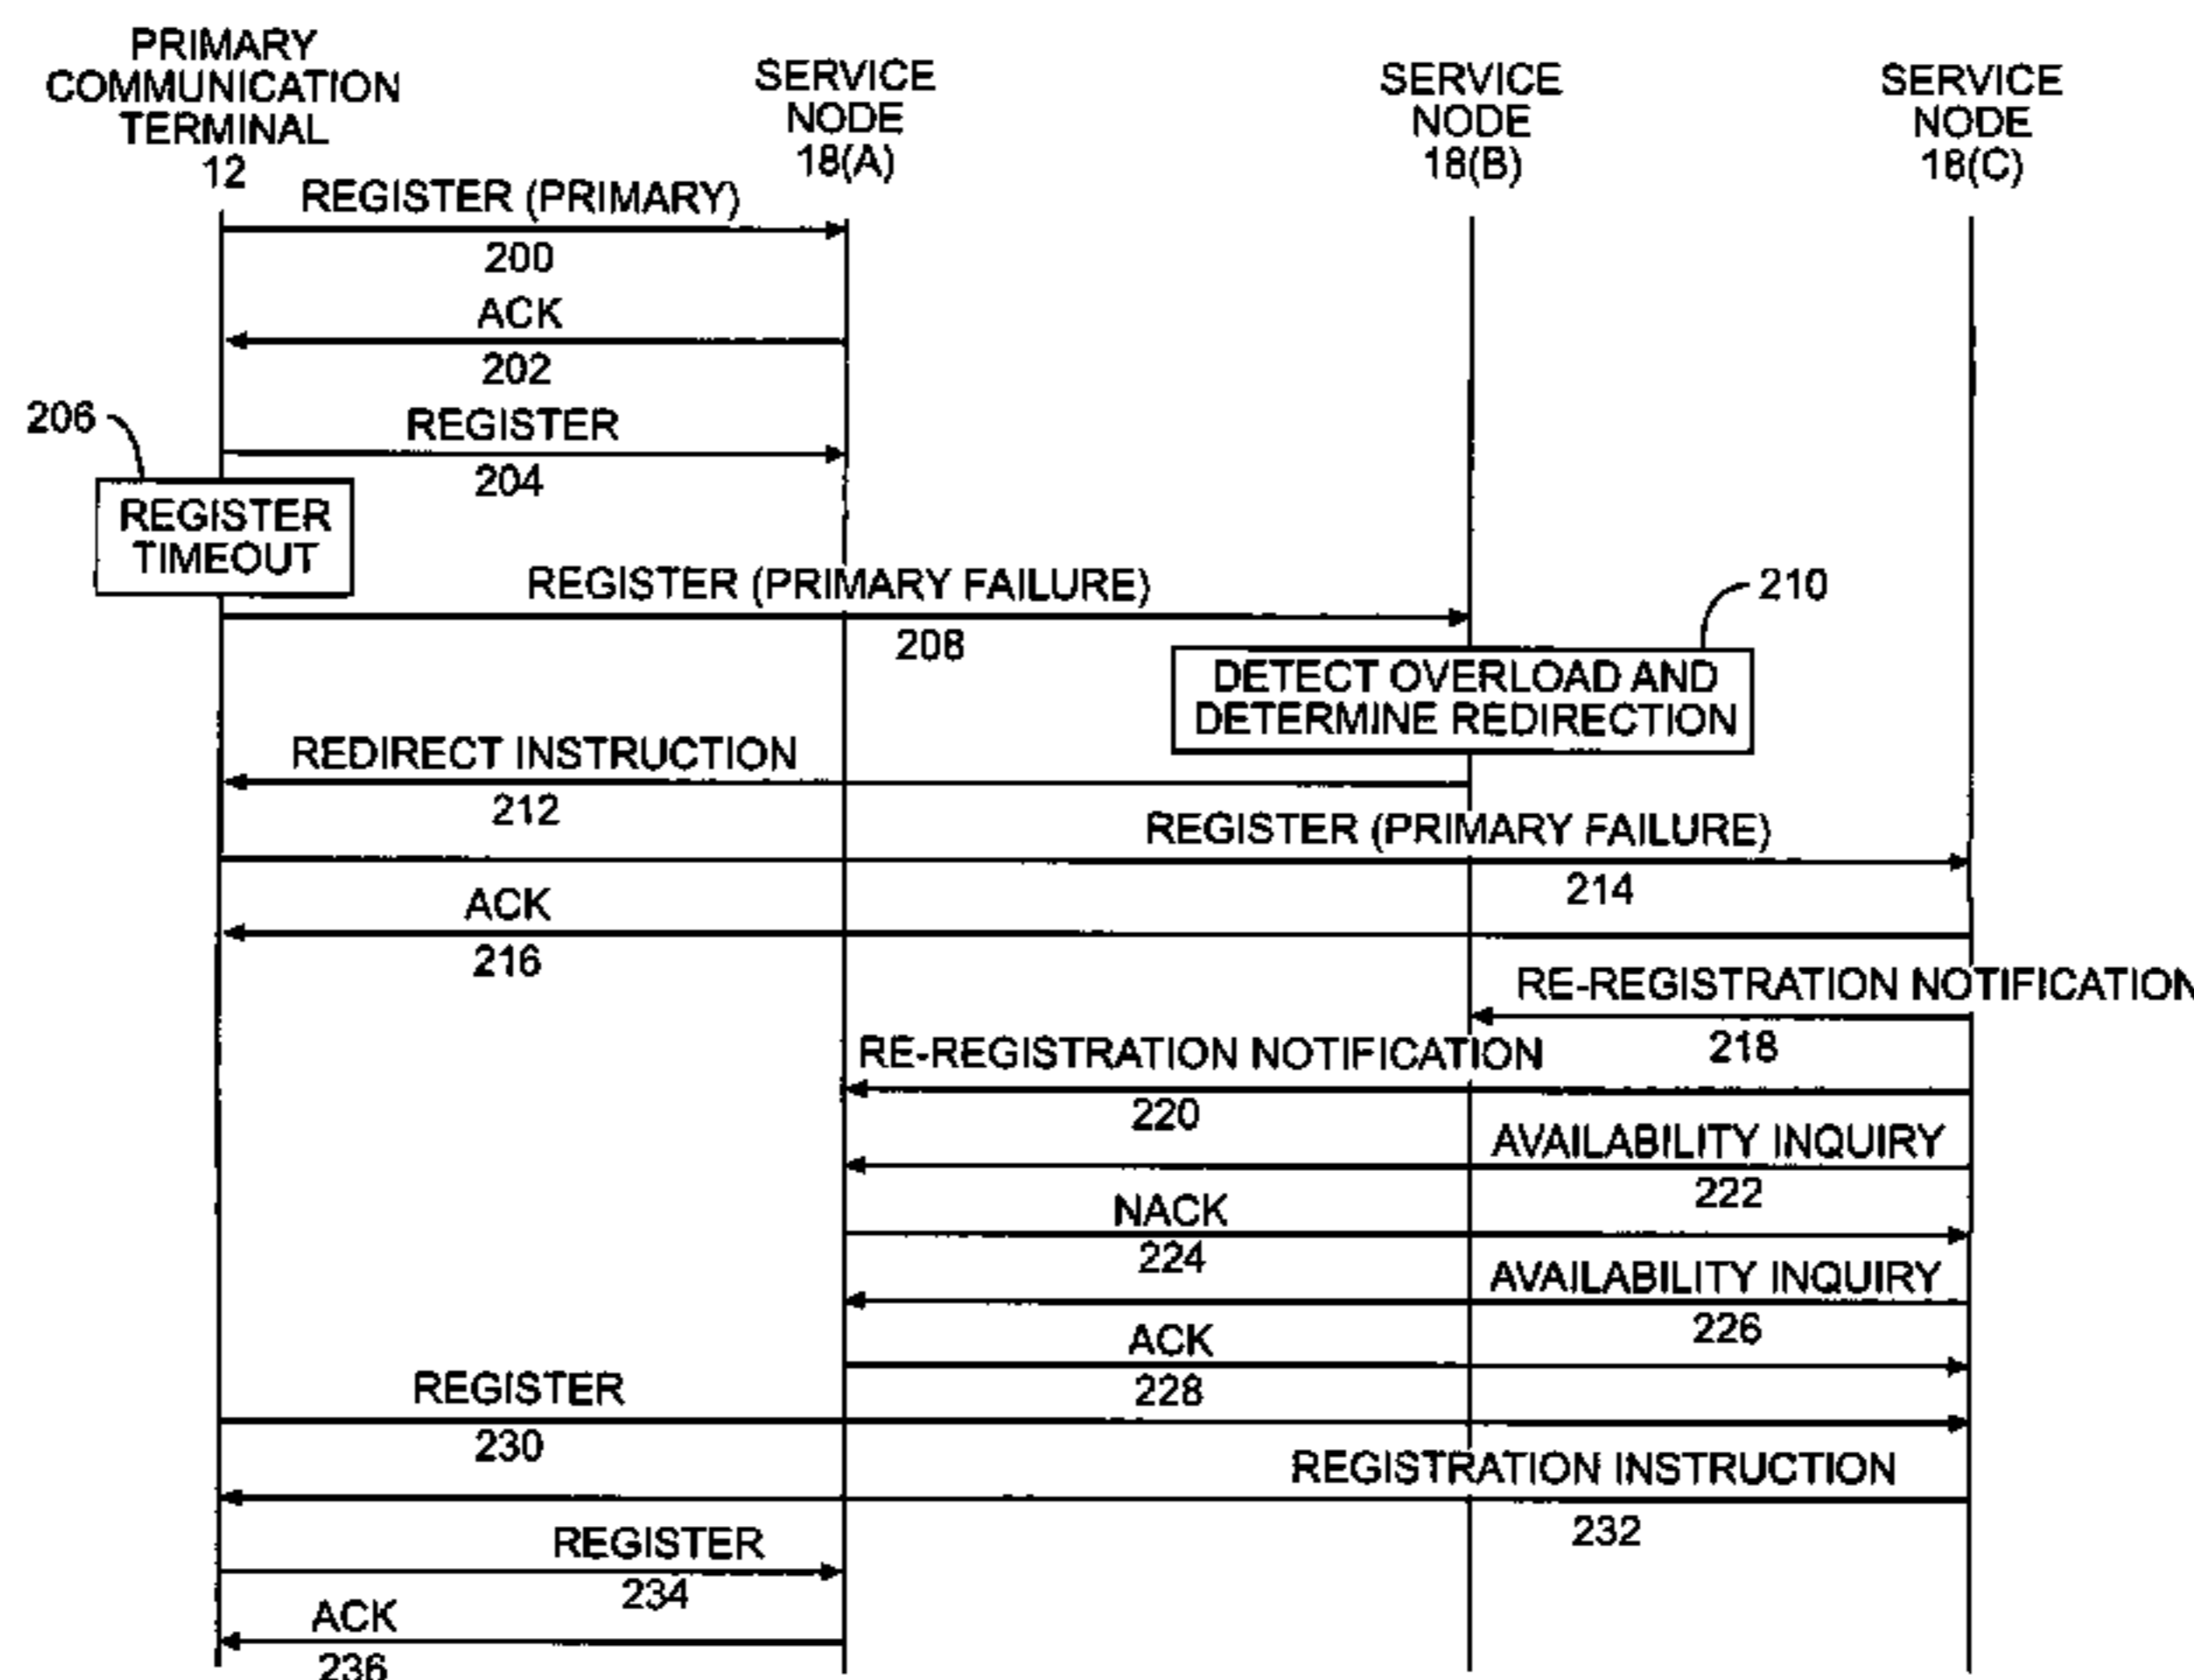 PRIMARY
COMMUNICATION
TERMINAL
12
SERVICE
NODE
18(A)
SERVICE
NODE
18(B)
SERVICE
NODE
18(C)
REGISTER (PRIMARY)
200
ACK
202
206
REGISTER
204
REGISTER
TIMEOUT
REGISTER (PRIMARY FAILURE)
208
210
DETECT OVERLOAD AND
DETERMINE REDIRECTION
REDIRECT INSTRUCTION
212
REGISTER (PRIMARY FAILURE)
214
ACK
216
RE-REGISTRATION NOTIFICATION
218
RE-REGISTRATION NOTIFICATION
220
AVAILABILITY INQUIRY
222
NACK
224
AVAILABILITY INQUIRY
226
ACK
228
REGISTER
230
REGISTRATION INSTRUCTION
232
REGISTER
234
ACK
236